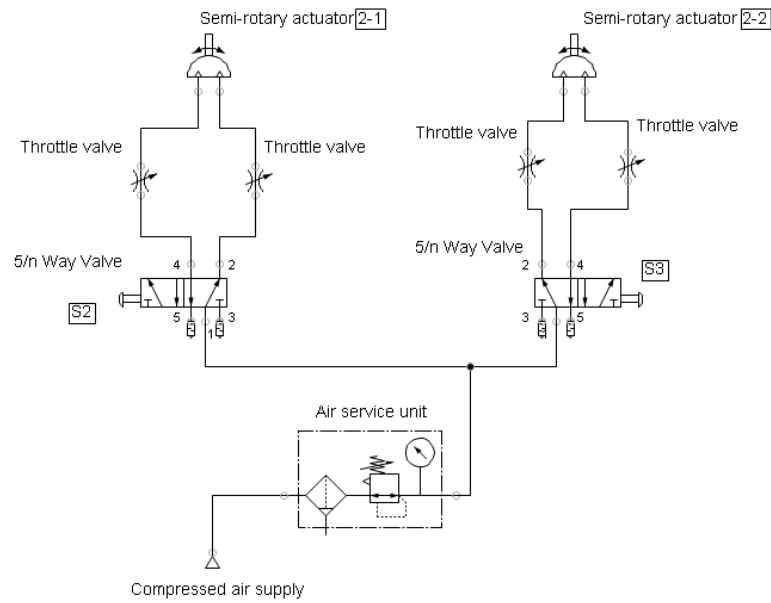 Semi-rotary actuator 2-1
Semi-rotary actuator 2-2
Throttle valve
Throttle valve
Throttle valve
Throttle valve
5/n Way Valve
4
2
5/n Way Valve
2
4
S3
S2
5
1
3
3
1
5
Air service unit
Compressed air supply